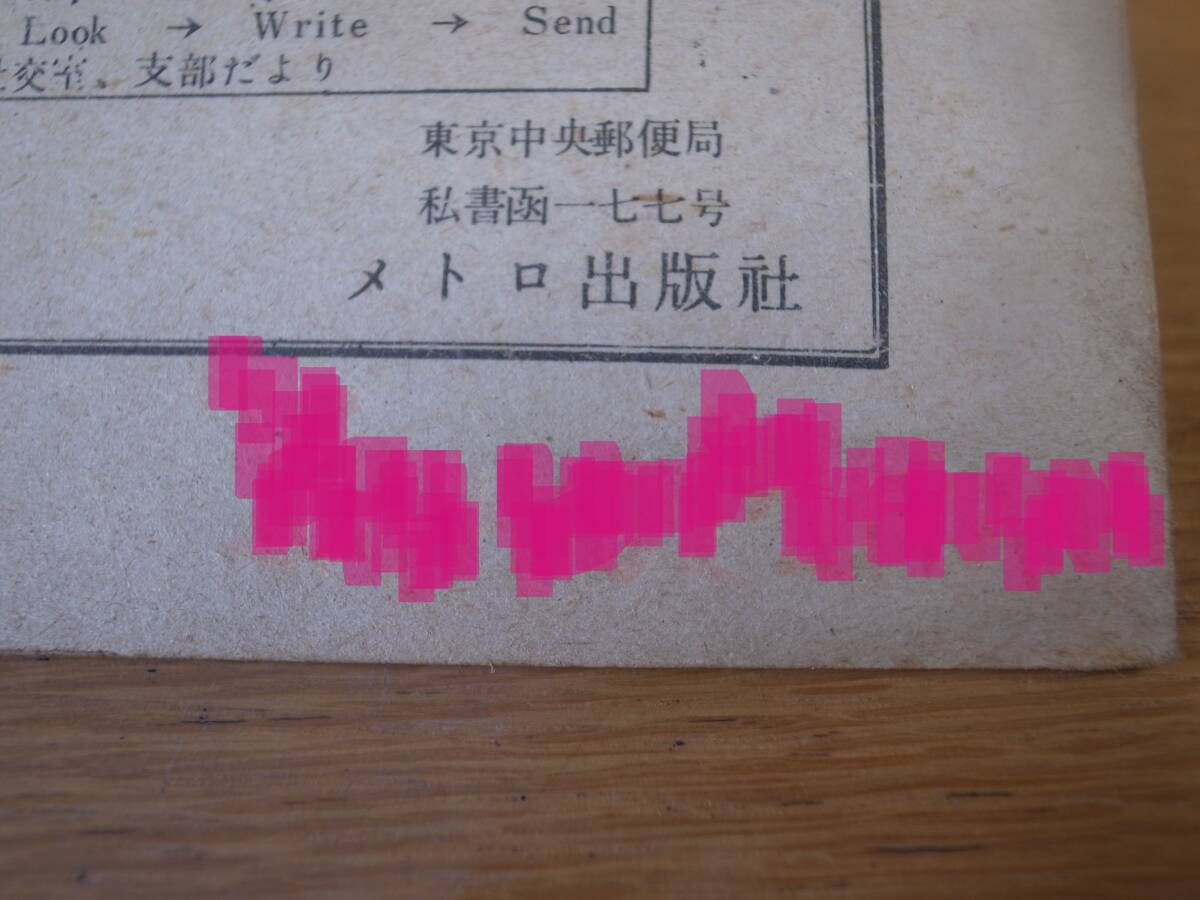 Look → Write → Send
交室、支部だより
東京中央郵便局
私書函一七七号
メトロ出版社